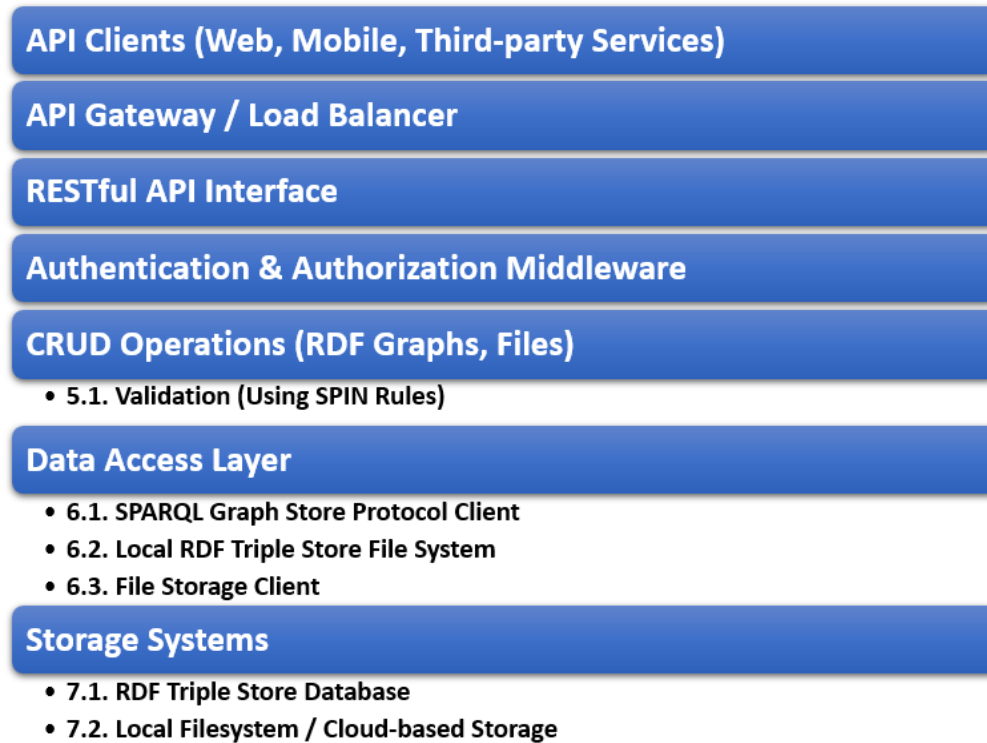 API Clients (Web, Mobile, Third-party Services)
API Gateway / Load Balancer
RESTful API Interface
Authentication & Authorization Middleware
CRUD Operations (RDF Graphs, Files)
• 5.1. Validation (Using SPIN Rules)
Data Access Layer
• 6.1. SPARQL Graph Store Protocol Client
• 6.2. Local RDF Triple Store File System
• 6.3. File Storage Client
Storage Systems
• 7.1. RDF Triple Store Database
• 7.2. Local Filesystem / Cloud-based Storage